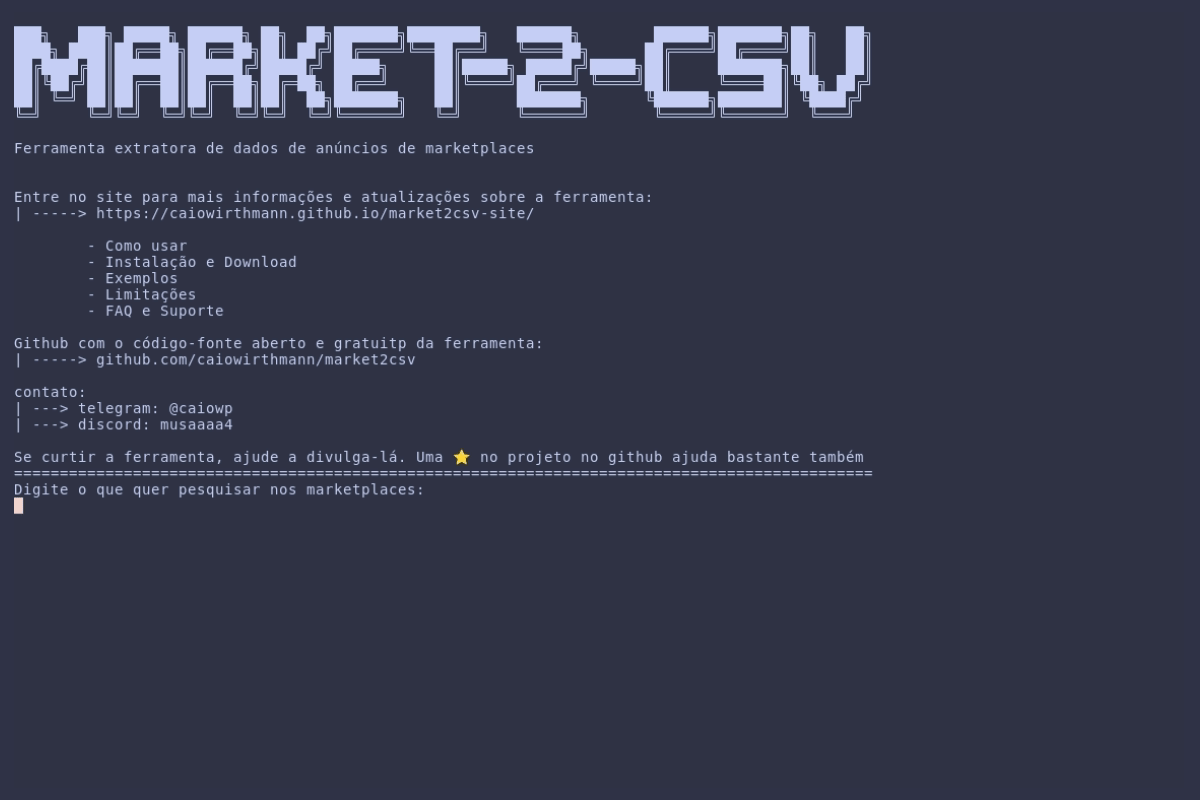 MARKET-2-CSV
Ferramenta extratora de dados de anúncios de marketplaces
Entre no site para mais informações e atualizações sobre a ferramenta:
| -----> https://caiowirthmann.github.io/market2csv-site/
- Como usar
- Instalação e Download
- Exemplos
- Limitações
- FAQ e Suporte
Github com o código-fonte aberto e gratuitp da ferramenta:
| -----> github.com/caiowirthmann/market2csv
contato:
| ---> telegram: @caiowp
| ---> discord: musaaaa4
Se curtir a ferramenta, ajude a divulga-lá. Uma ⭐ no projeto no github ajuda bastante também
==============================================================================================
Digite o que quer pesquisar nos marketplaces: